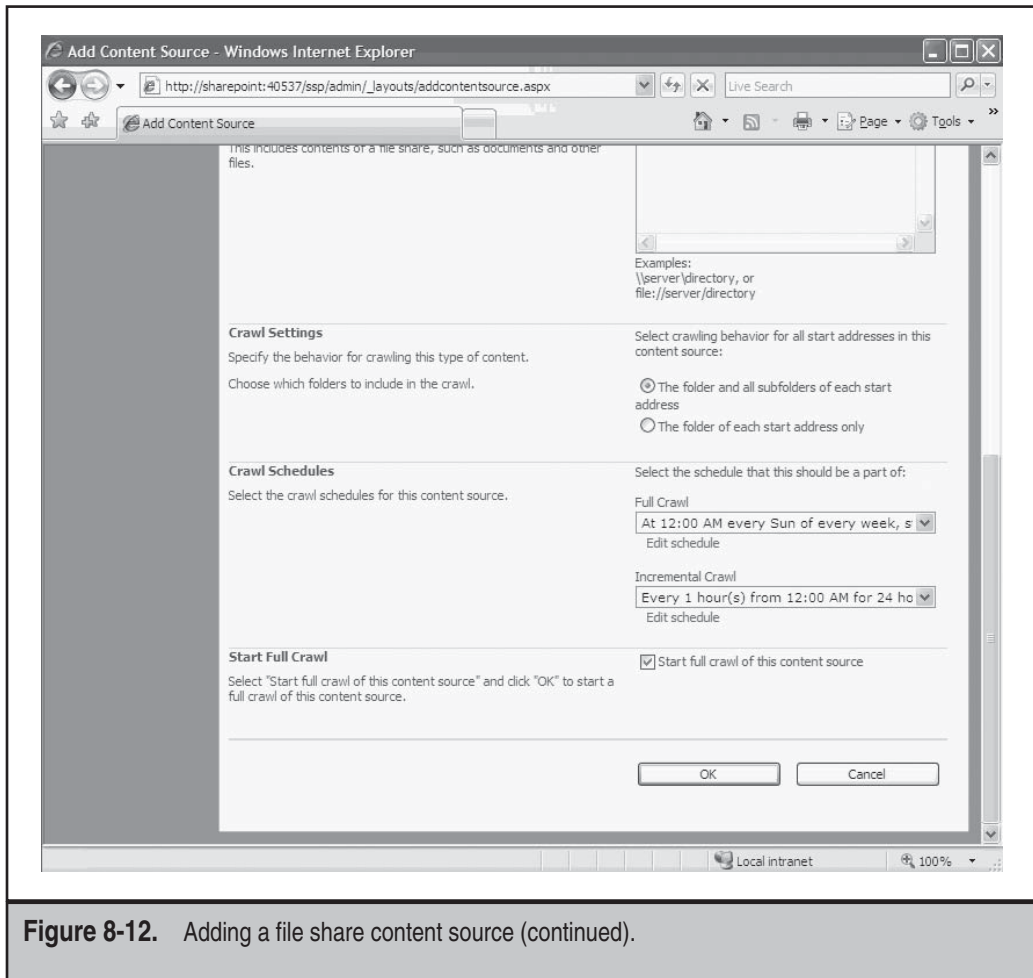 Add Content Source - Windows Internet Explorer
http://sharepoint:40537/ssp/admin/_layouts/addcontentsource.aspx
Live Search
Add Content Source
Page
Tools
This includes contents of a file share, such as documents and other
files.
Examples:
\\server\directory, or
file://server/directory
Crawl Settings
Specify the behavior for crawling this type of content.
Choose which folders to include in the crawl.
Select crawling behavior for all start addresses in this
content source:
The folder and all subfolders of each start
address
The folder of each start address only
Crawl Schedules
Select the crawl schedules for this content source.
Select the schedule that this should be a part of:
Full Crawl
At 12:00 AM every Sun of every week, s
Edit schedule
Incremental Crawl
Every 1 hour(s) from 12:00 AM for 24 ho
Edit schedule
Start Full Crawl
Select "Start full crawl of this content source" and click "OK" to start a
full crawl of this content source.
Start full crawl of this content source
OK
Cancel
Local intranet
100%
Figure 8-12. Adding a file share content source (continued).